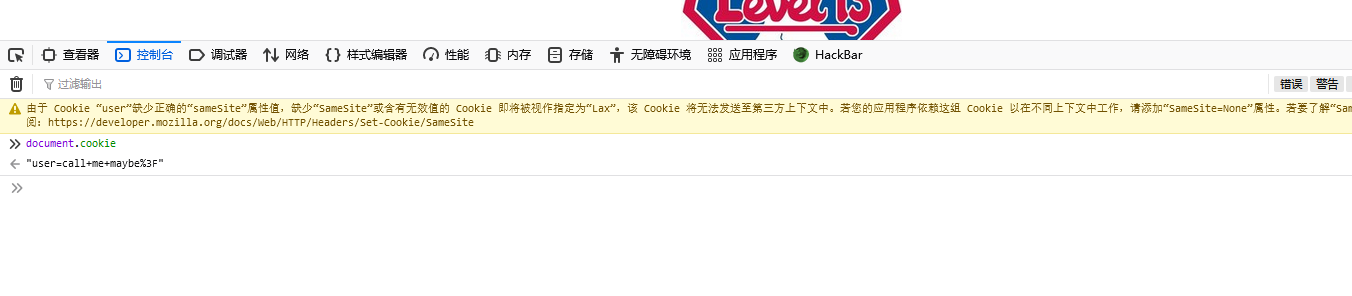 Level 13
查看器 控制台 调试器 网络 样式编辑器 性能 内存 存储 无障碍环境 应用程序 HackBar
过滤输出 错误 警告
由于 Cookie “user”缺少正确的“sameSite”属性值，缺少“SameSite”或含有无效值的 Cookie 即将被视作指定为“Lax”，该 Cookie 将无法发送至第三方上下文中。若您的应用程序依赖这组 Cookie 以在不同上下文中工作，请添加“SameSite=None”属性。若要了解“Sam
阅：https://developer.mozilla.org/docs/Web/HTTP/Headers/Set-Cookie/SameSite
document.cookie
"user=call+me+maybe%3F"